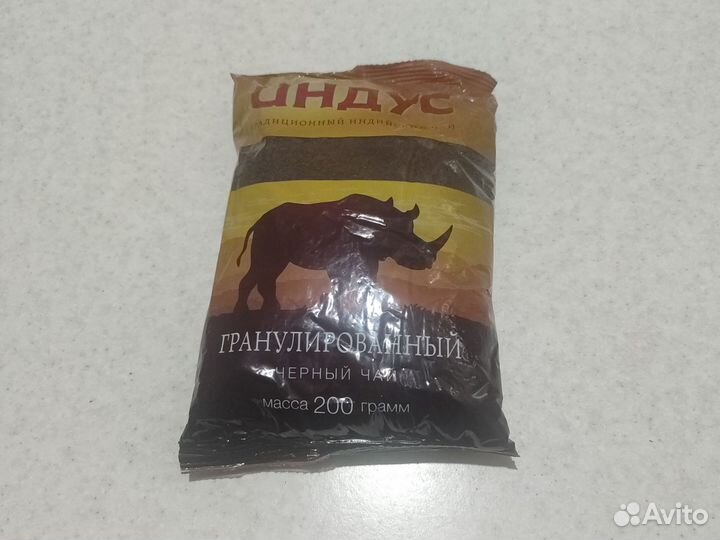 ИНДУС
ГРАНУЛИРОВАННЫЙ
ЧЕРНЫЙ ЧАЙ
масса 200 грамм
Avito